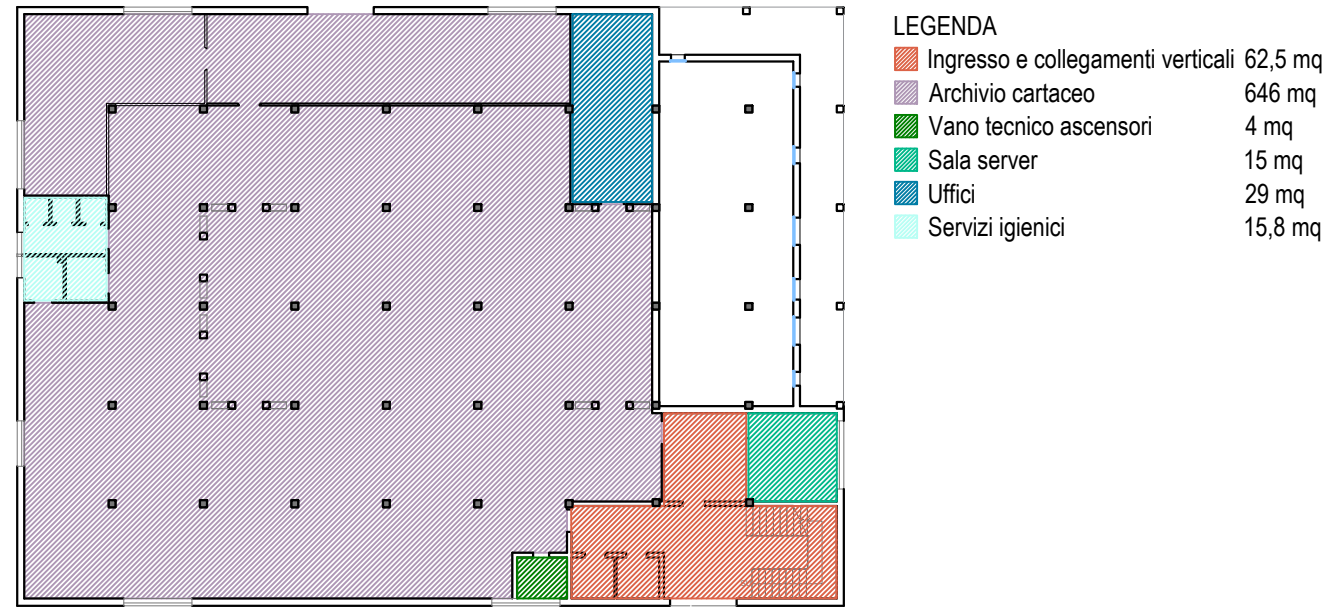 LEGENDA
Ingresso e collegamenti verticali 62,5 mq
Archivio cartaceo 646 mq
Vano tecnico ascensori 4 mq
Sala server 15 mq
Uffici 29 mq
Servizi igienici 15,8 mq